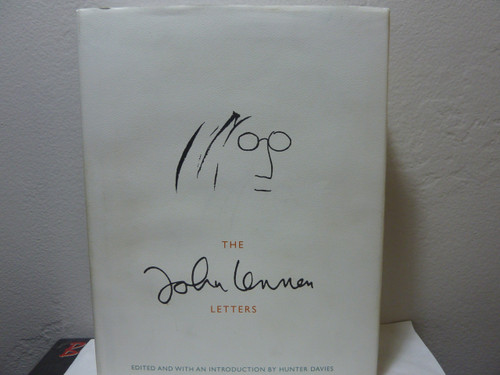 THE
John Lennon
LETTERS
EDITED AND WITH AN INTRODUCTION BY HUNTER DAVIES